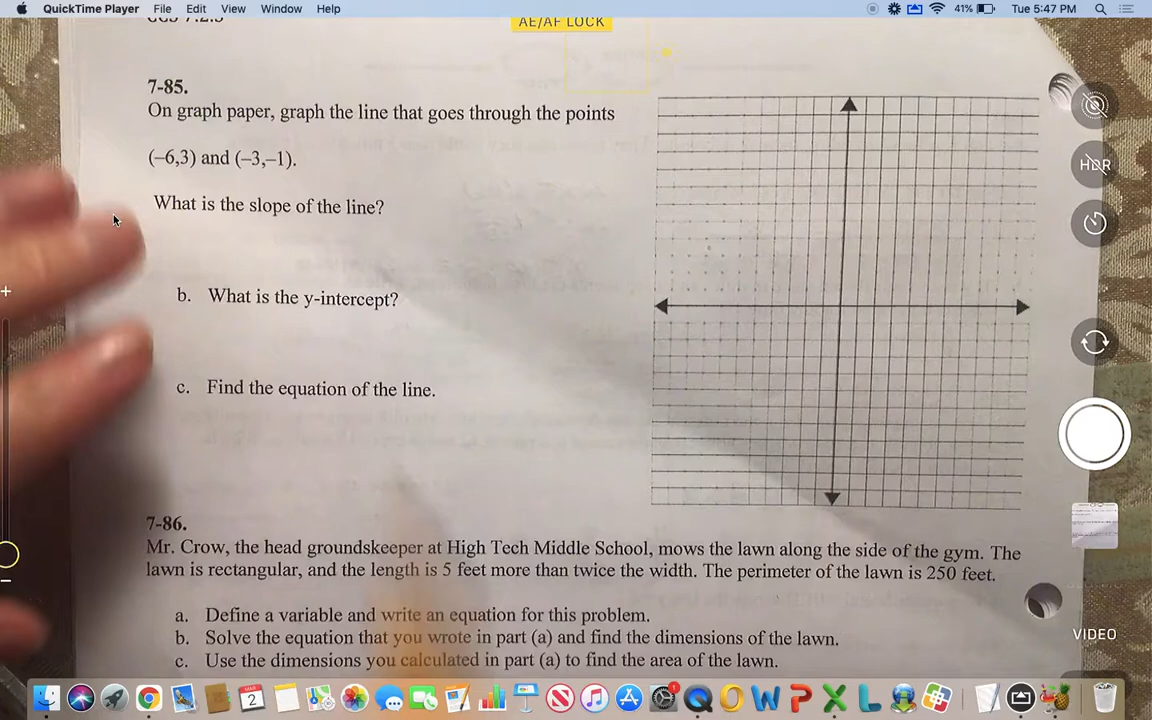 QuickTime Player File Edit View Window Help 41% Tue 5:47 PM
AE/AF LOCK
7-85.
On graph paper, graph the line that goes through the points
(–6,3) and (–3,–1).
What is the slope of the line?
b. What is the y-intercept?
c. Find the equation of the line.
HDR
7-86.
Mr. Crow, the head groundskeeper at High Tech Middle School, mows the lawn along the side of the gym. The
lawn is rectangular, and the length is 5 feet more than twice the width. The perimeter of the lawn is 250 feet.
a. Define a variable and write an equation for this problem.
b. Solve the equation that you wrote in part (a) and find the dimensions of the lawn.
c. Use the dimensions you calculated in part (a) to find the area of the lawn.
VIDEO